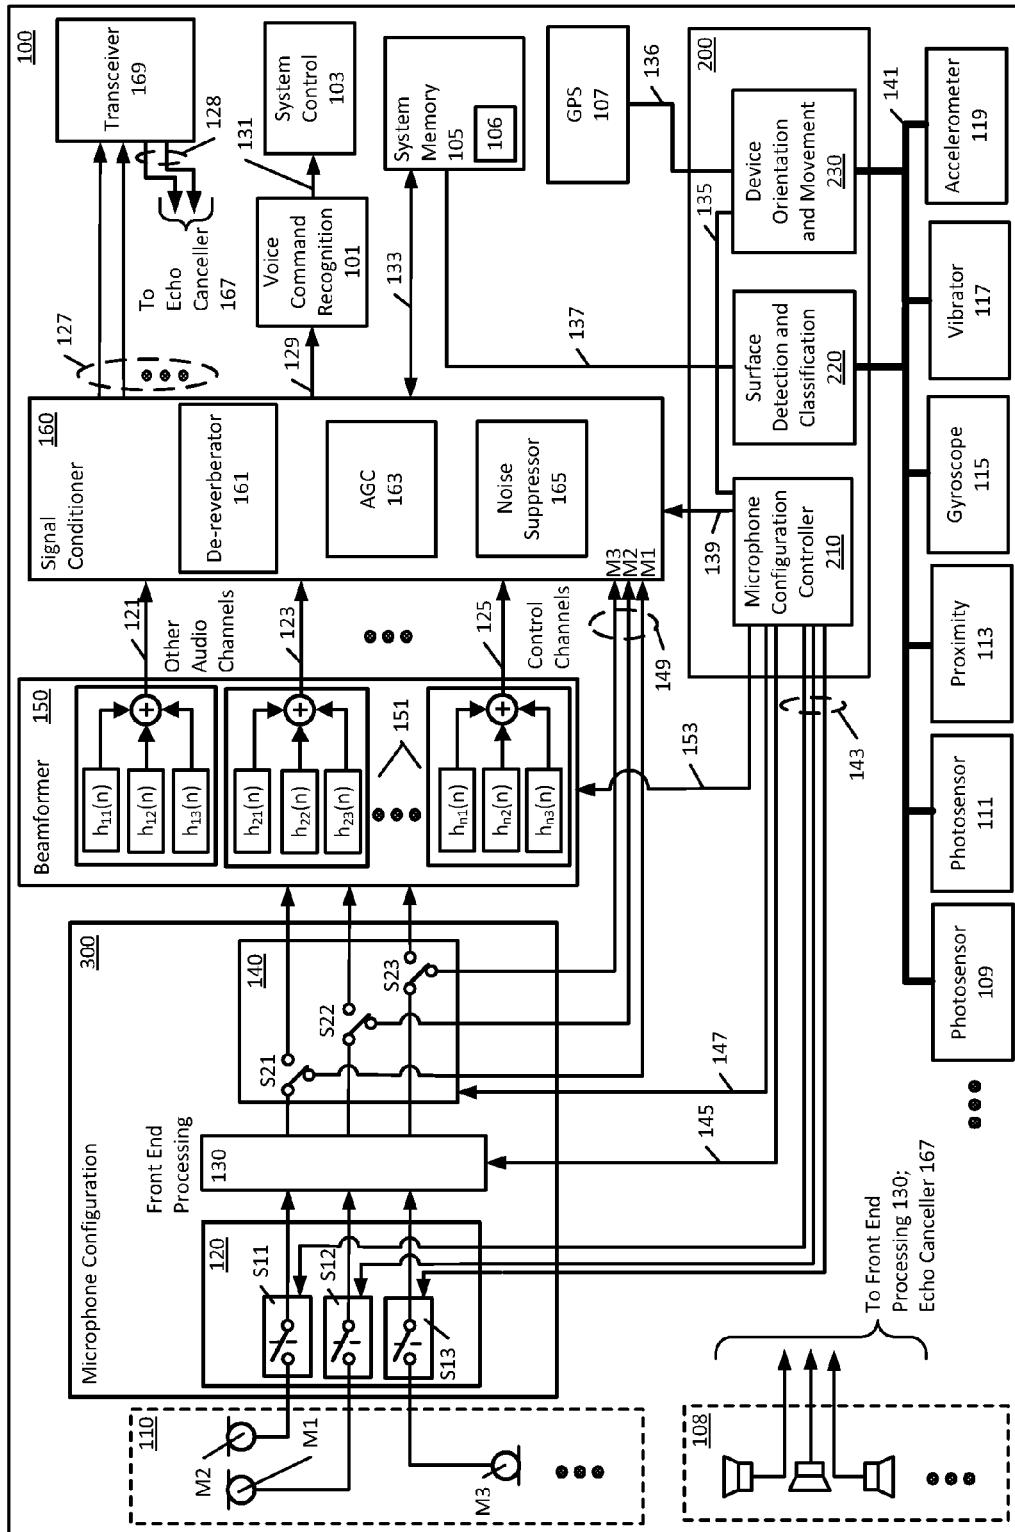 100
Transceiver
169
128
To
Echo
Canceller
167
127
131
System
Control
103
Voice
Command
Recognition
101
129
System
Memory
105
106
133
137
GPS
107
136
200
Device
Orientation
and Movement
230
135
Surface
Detection and
Classification
220
Microphone
Configuration
Controller
210
139
141
Accelerometer
119
Vibrator
117
Gyroscope
115
Proximity
113
Photosensor
111
Photosensor
109
Signal
Conditioner
160
De-reverberator
161
AGC
163
Noise
Suppressor
165
M3
M2
M1
149
121
Other
Audio
Channels
123
125
Control
Channels
Beamformer
150
h11(n)
h12(n)
h13(n)
h21(n)
h22(n)
h23(n)
151
hn1(n)
hn2(n)
hn3(n)
153
143
Microphone Configuration
300
140
S21
S22
S23
147
145
Front End
Processing
130
120
S11
S12
S13
110
M2
M1
M3
108
To Front End
Processing 130;
Echo Canceller 167